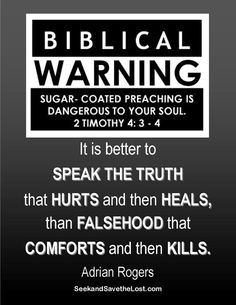 BIBLICAL
WARNING
SUGAR- COATED PREACHING IS
DANGEROUS TO YOUR SOUL.
2 TIMOTHY 4: 3 - 4
It is better to
SPEAK THE TRUTH
that HURTS and then HEALS,
than FALSEHOOD that
COMFORTS and then KILLS.
Adrian Rogers
SeekandSavetheLost.com